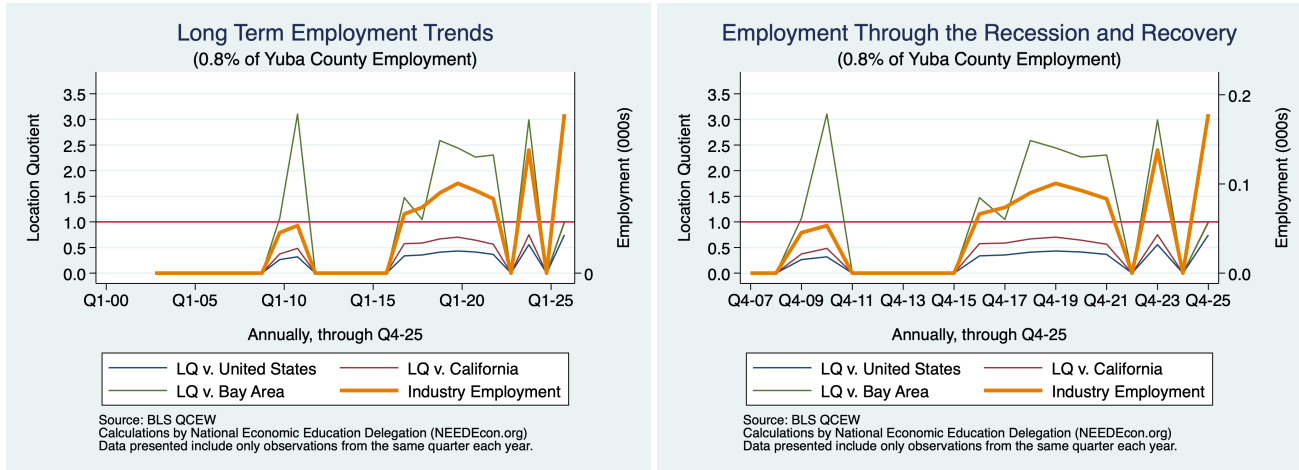 Long Term Employment Trends
(0.8% of Yuba County Employment)
3.5
3.0
2.5
2.0
1.5
1.0
0.5
0.0
Location Quotient
0
Employment (000s)
Q1-00 Q1-05 Q1-10 Q1-15 Q1-20 Q1-25
Annually, through Q4-25
LQ v. United States LQ v. California
LQ v. Bay Area Industry Employment
Source: BLS QCEW
Calculations by National Economic Education Delegation (NEEDEcon.org)
Data presented include only observations from the same quarter each year.
Employment Through the Recession and Recovery
(0.8% of Yuba County Employment)
3.5
3.0
2.5
2.0
1.5
1.0
0.5
0.0
Location Quotient
0.2
0.1
0.0
Employment (000s)
Q4-07 Q4-09 Q4-11 Q4-13 Q4-15 Q4-17 Q4-19 Q4-21 Q4-23 Q4-25
Annually, through Q4-25
LQ v. United States LQ v. California
LQ v. Bay Area Industry Employment
Source: BLS QCEW
Calculations by National Economic Education Delegation (NEEDEcon.org)
Data presented include only observations from the same quarter each year.